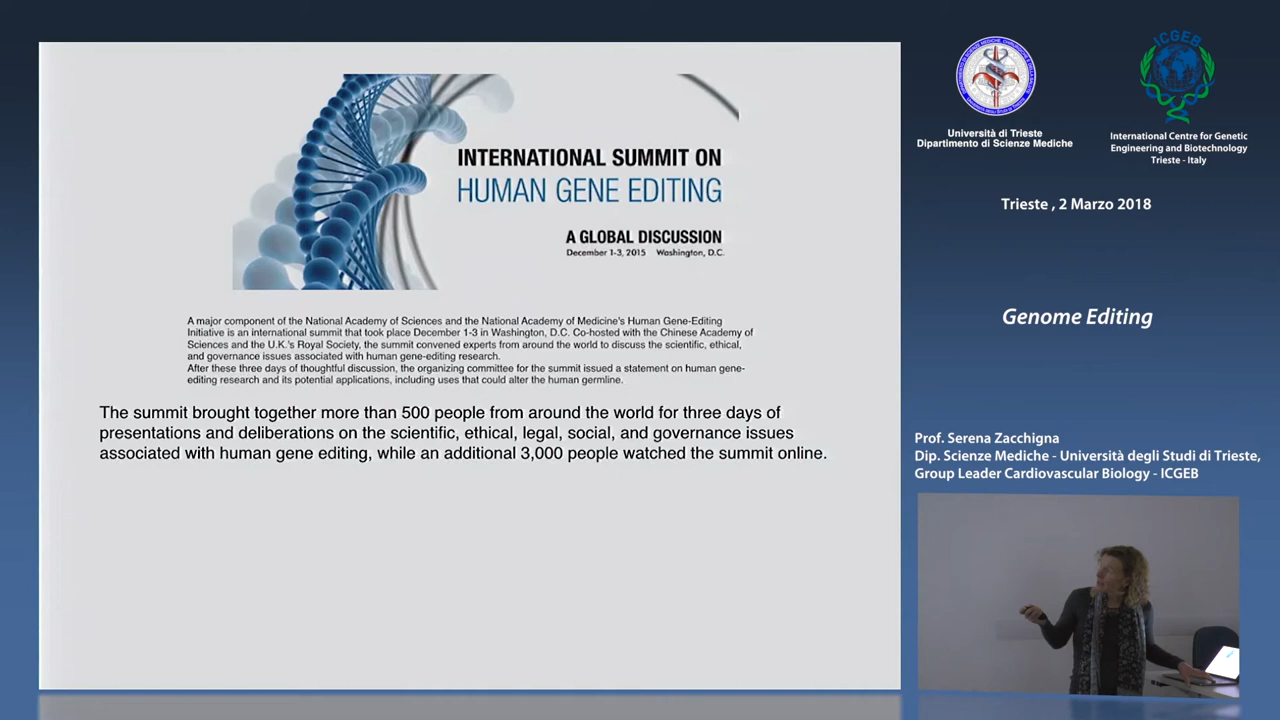 INTERNATIONAL SUMMIT ON
HUMAN GENE EDITING
A GLOBAL DISCUSSION
December 1-3, 2015 Washington, D.C.
A major component of the National Academy of Sciences and the National Academy of Medicine's Human Gene-Editing
Initiative is an international summit that took place December 1-3 in Washington, D.C. Co-hosted with the Chinese Academy of
Sciences and the U.K.'s Royal Society, the summit convened experts from around the world to discuss the scientific, ethical,
and governance issues associated with human gene-editing research.
After these three days of thoughtful discussion, the organizing committee for the summit issued a statement on human gene-
editing research and its potential applications, including uses that could alter the human germline.
The summit brought together more than 500 people from around the world for three days of
presentations and deliberations on the scientific, ethical, legal, social, and governance issues
associated with human gene editing, while an additional 3,000 people watched the summit online.
Università di Trieste
Dipartimento di Scienze Mediche
ICGEB
International Centre for Genetic
Engineering and Biotechnology
Trieste - Italy
Trieste , 2 Marzo 2018
Genome Editing
Prof. Serena Zacchigna
Dip. Scienze Mediche - Università degli Studi di Trieste,
Group Leader Cardiovascular Biology - ICGEB